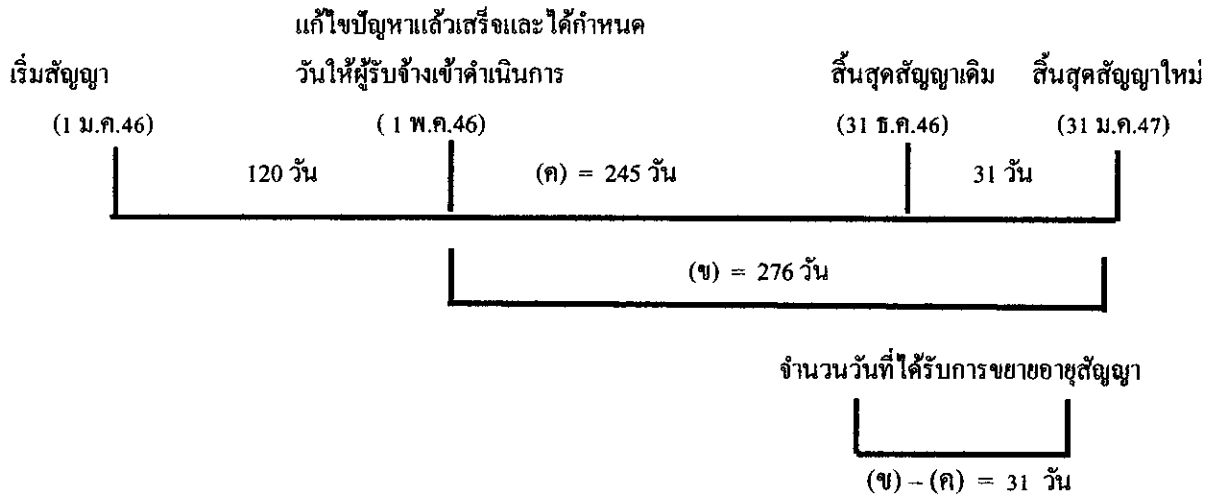 แก้ไขปัญหาแล้วเสร็จและได้กำหนด
เริ่มสัญญา วันให้ผู้รับจ้างเข้าดำเนินการ สิ้นสุดสัญญาเดิม สิ้นสุดสัญญาใหม่
(1 ม.ค.46) ( 1 พ.ค.46) (31 ธ.ค.46) (31 ม.ค.47)
120 วัน (ค) = 245 วัน 31 วัน
(ข) = 276 วัน
จำนวนวันที่ได้รับการขยายอายุสัญญา
(ข) – (ค) = 31 วัน